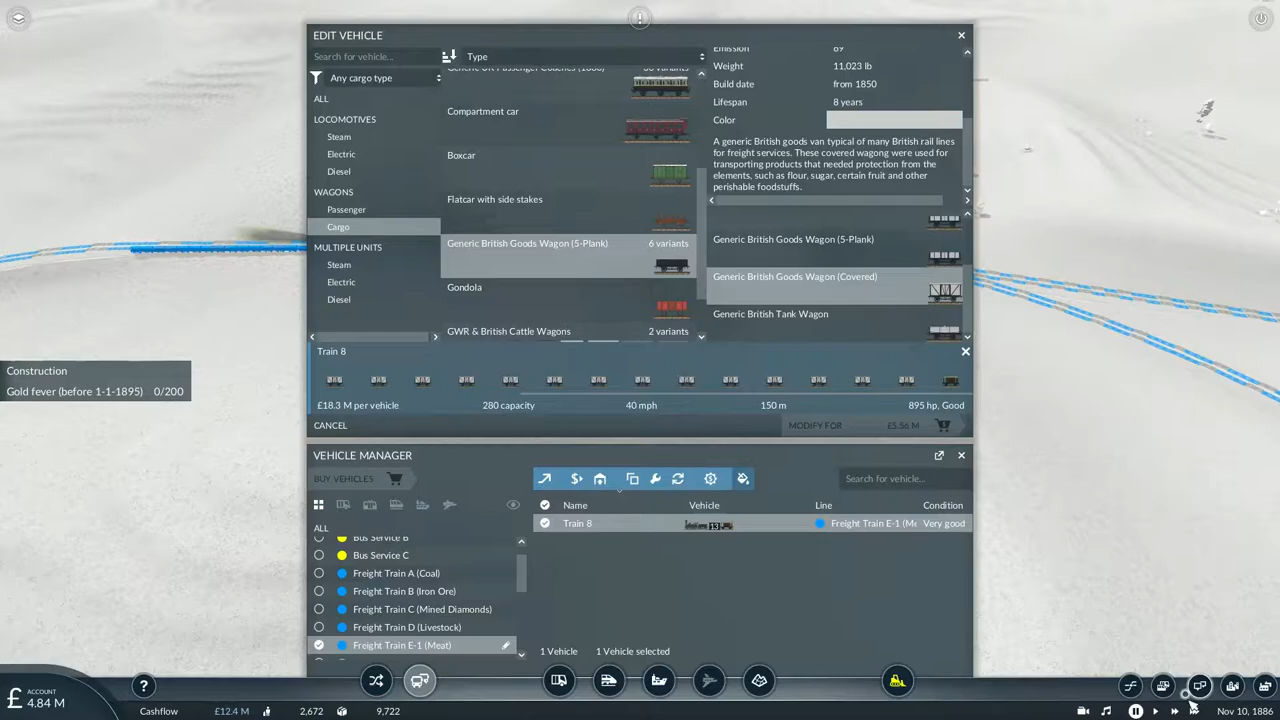 EDIT VEHICLE
Search for vehicle...
Type
Any cargo type
ALL
LOCOMOTIVES
Steam
Electric
Diesel
WAGONS
Passenger
Cargo
MULTIPLE UNITS
Steam
Electric
Diesel
Generic UK Passenger Coaches (1880)
Compartment car
Boxcar
Flatcar with side stakes
Generic British Goods Wagon (5-Plank) 6 variants
Gondola
GWR & British Cattle Wagons 2 variants
Emission 89
Weight 11,023 lb
Build date from 1850
Lifespan 8 years
Color
A generic British goods van typical of many British rail lines
for freight services. These covered wagong were used for
transporting products that needed protection from the
elements, such as flour, sugar, certain fruit and other
perishable foodstuffs.
Generic British Goods Wagon (5-Plank)
Generic British Goods Wagon (Covered)
Generic British Tank Wagon
Train 8
£18.3 M per vehicle 280 capacity 40 mph 150 m 895 hp, Good
CANCEL
MODIFY FOR £5.56 M
Construction
Gold fever (before 1-1-1895) 0/200
VEHICLE MANAGER
BUY VEHICLES
Search for vehicle...
ALL
Name Vehicle Line Condition
Train 8 13 Freight Train E-1 (Me Very good
Bus Service B
Bus Service C
Freight Train A (Coal)
Freight Train B (Iron Ore)
Freight Train C (Mined Diamonds)
Freight Train D (Livestock)
Freight Train E-1 (Meat)
1 Vehicle 1 Vehicle selected
£ ACCOUNT
4.84 M
?
Cashflow £12.4 M 2,672 9,722
Nov 10, 1886